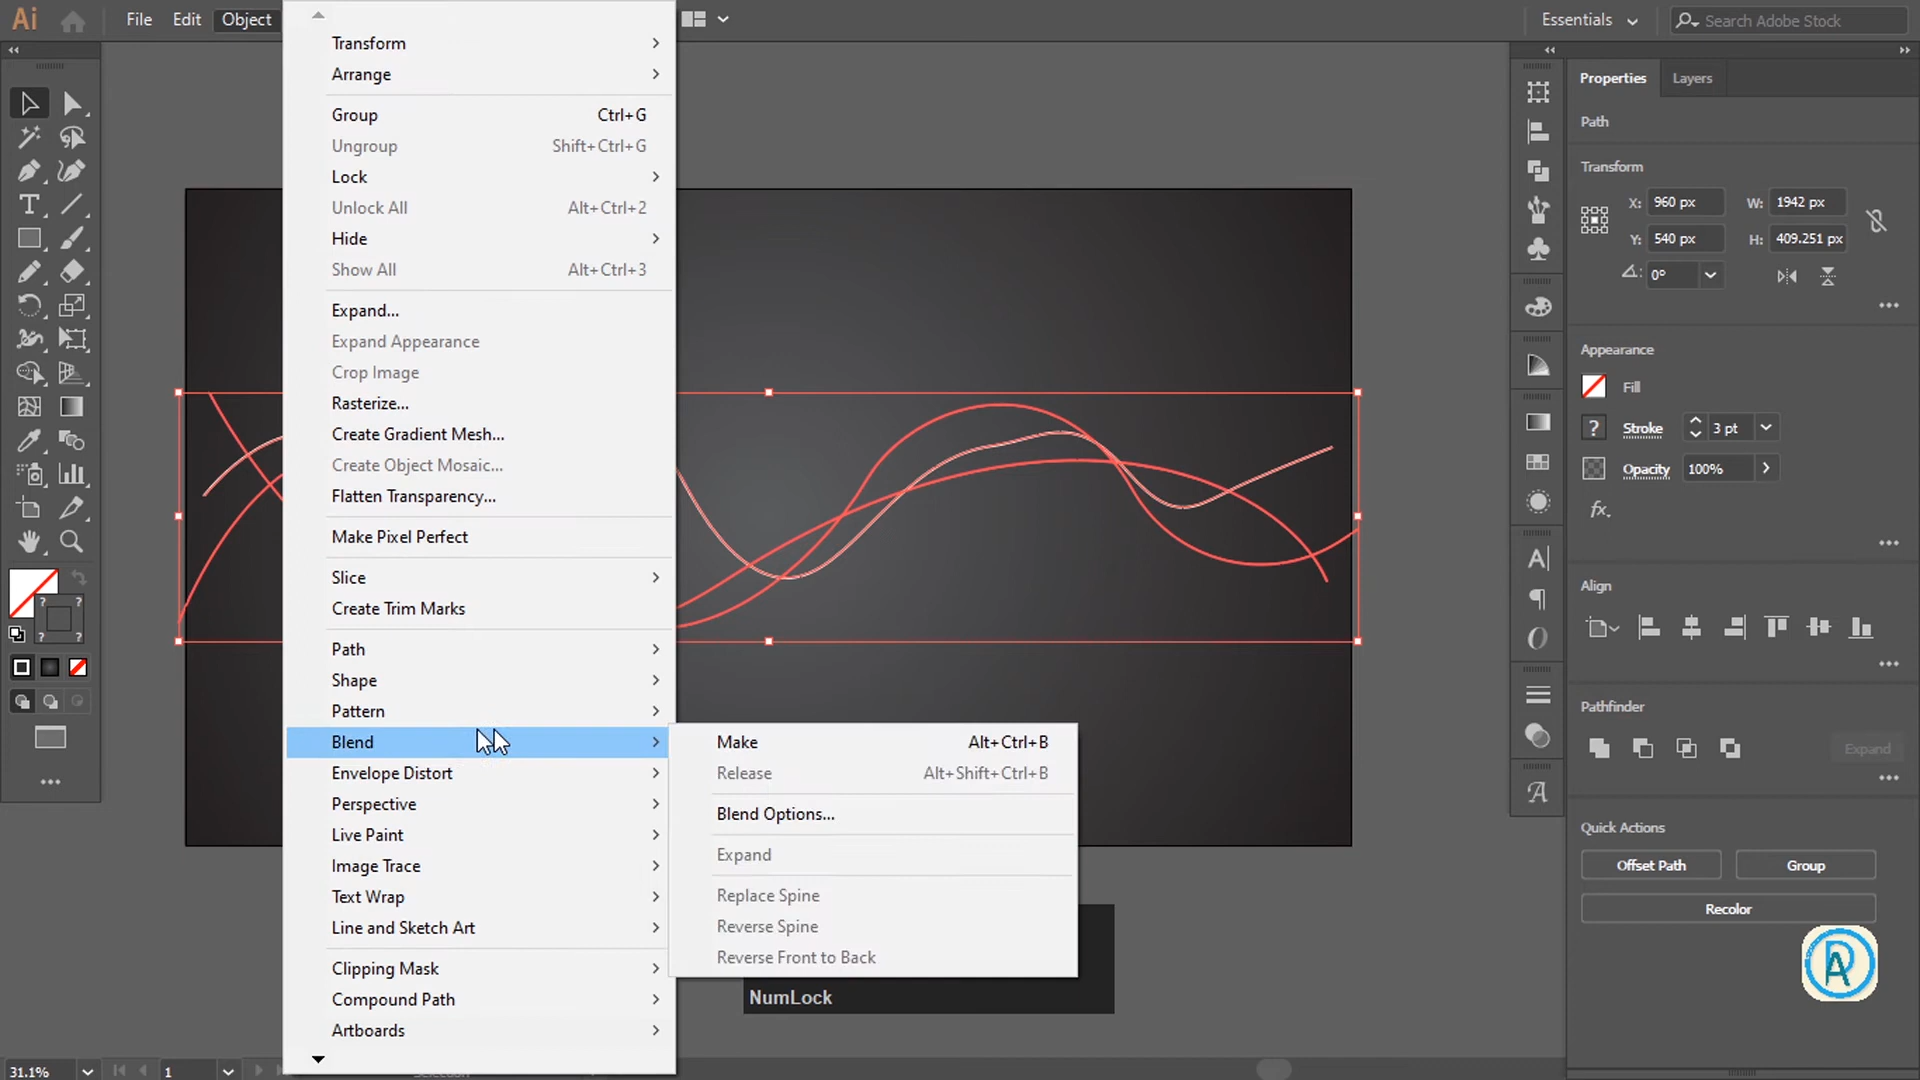 Ai
File Edit Object
Essentials
Search Adobe Stock
Transform
Arrange
Group Ctrl+G
Ungroup Shift+Ctrl+G
Lock
Unlock All Alt+Ctrl+2
Hide
Show All Alt+Ctrl+3
Expand...
Expand Appearance
Crop Image
Rasterize...
Create Gradient Mesh...
Create Object Mosaic...
Flatten Transparency...
Make Pixel Perfect
Slice
Create Trim Marks
Path
Shape
Pattern
Blend
Envelope Distort
Perspective
Live Paint
Image Trace
Text Wrap
Line and Sketch Art
Clipping Mask
Compound Path
Artboards
Make Alt+Ctrl+B
Release Alt+Shift+Ctrl+B
Blend Options...
Expand
Replace Spine
Reverse Spine
Reverse Front to Back
NumLock
Properties Layers
Path
Transform
X: 960 px W: 1942 px
Y: 540 px H: 409.251 px
0°
Appearance
Fill
? Stroke 3 pt
Opacity 100%
fx.
Align
Pathfinder
Expand
Quick Actions
Offset Path Group
Recolor
31.1% 1